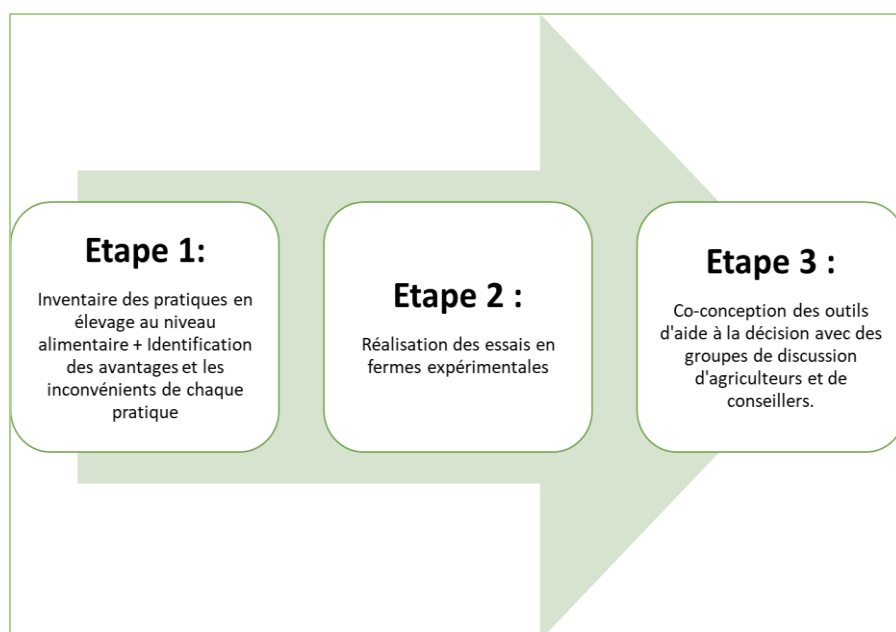 Etape 1:
Inventaire des pratiques en
élevage au niveau
alimentaire + Identification
des avantages et les
inconvénients de chaque
pratique
Etape 2 :
Réalisation des essais en
fermes expérimentales
Etape 3 :
Co-conception des outils
d'aide à la décision avec des
groupes de discussion
d'agriculteurs et de
conseillers.